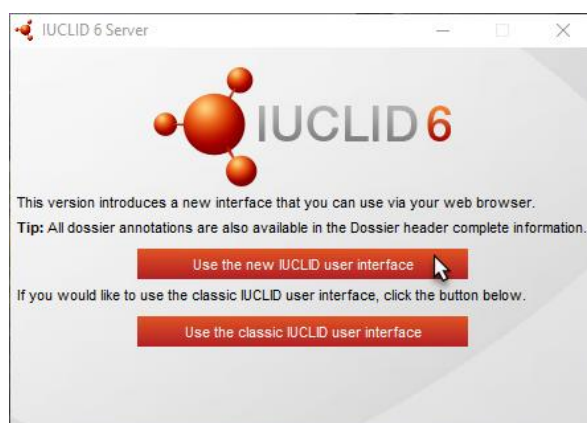 IUCLID 6 Server
IUCLID 6
This version introduces a new interface that you can use via your web browser.
Tip: All dossier annotations are also available in the Dossier header complete information.
Use the new IUCLID user interface
If you would like to use the classic IUCLID user interface, click the button below.
Use the classic IUCLID user interface